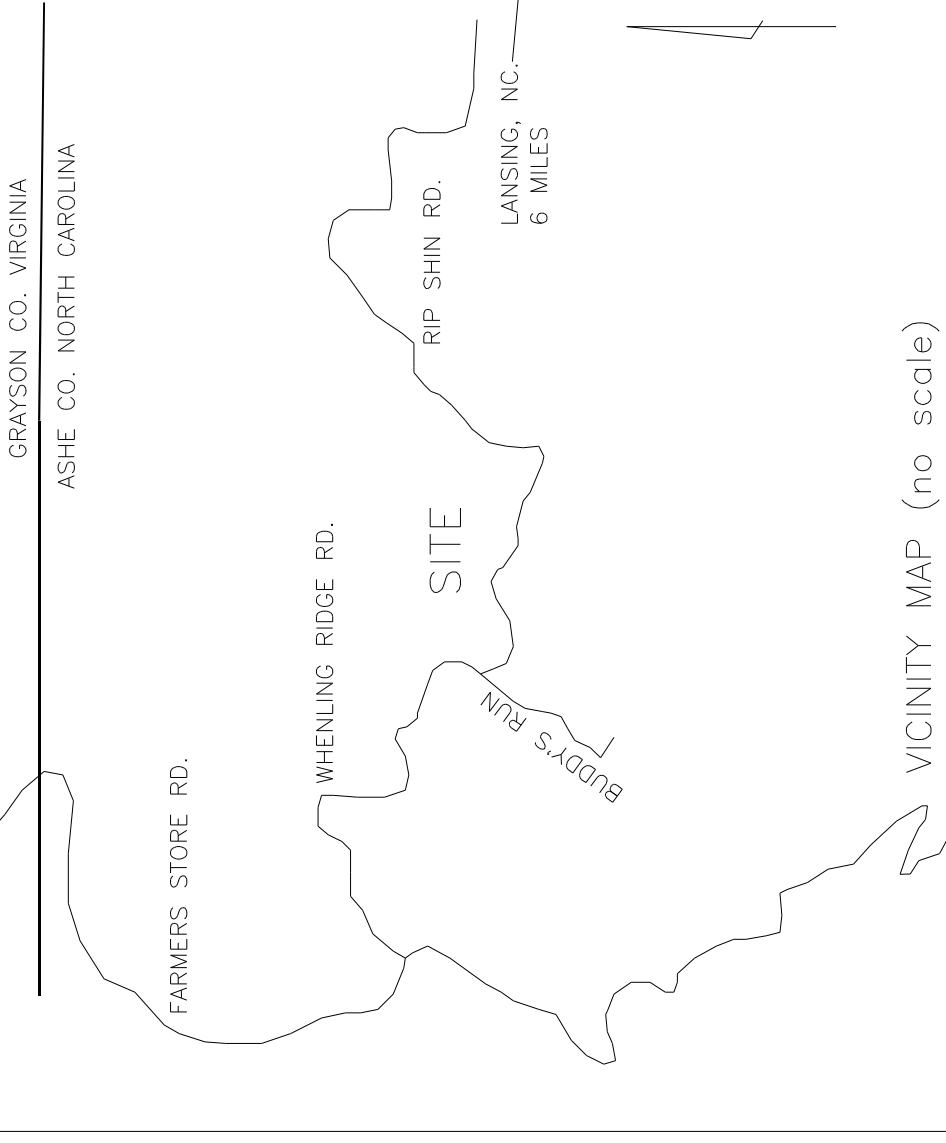 GRAYSON CO. VIRGINIA
ASHE CO. NORTH CAROLINA
FARMERS STORE RD.
WHENLING RIDGE RD.
RIP SHIN RD.
SITE
LANSING, NC.
6 MILES
BUDDY'S RUN
VICINITY MAP (no scale)